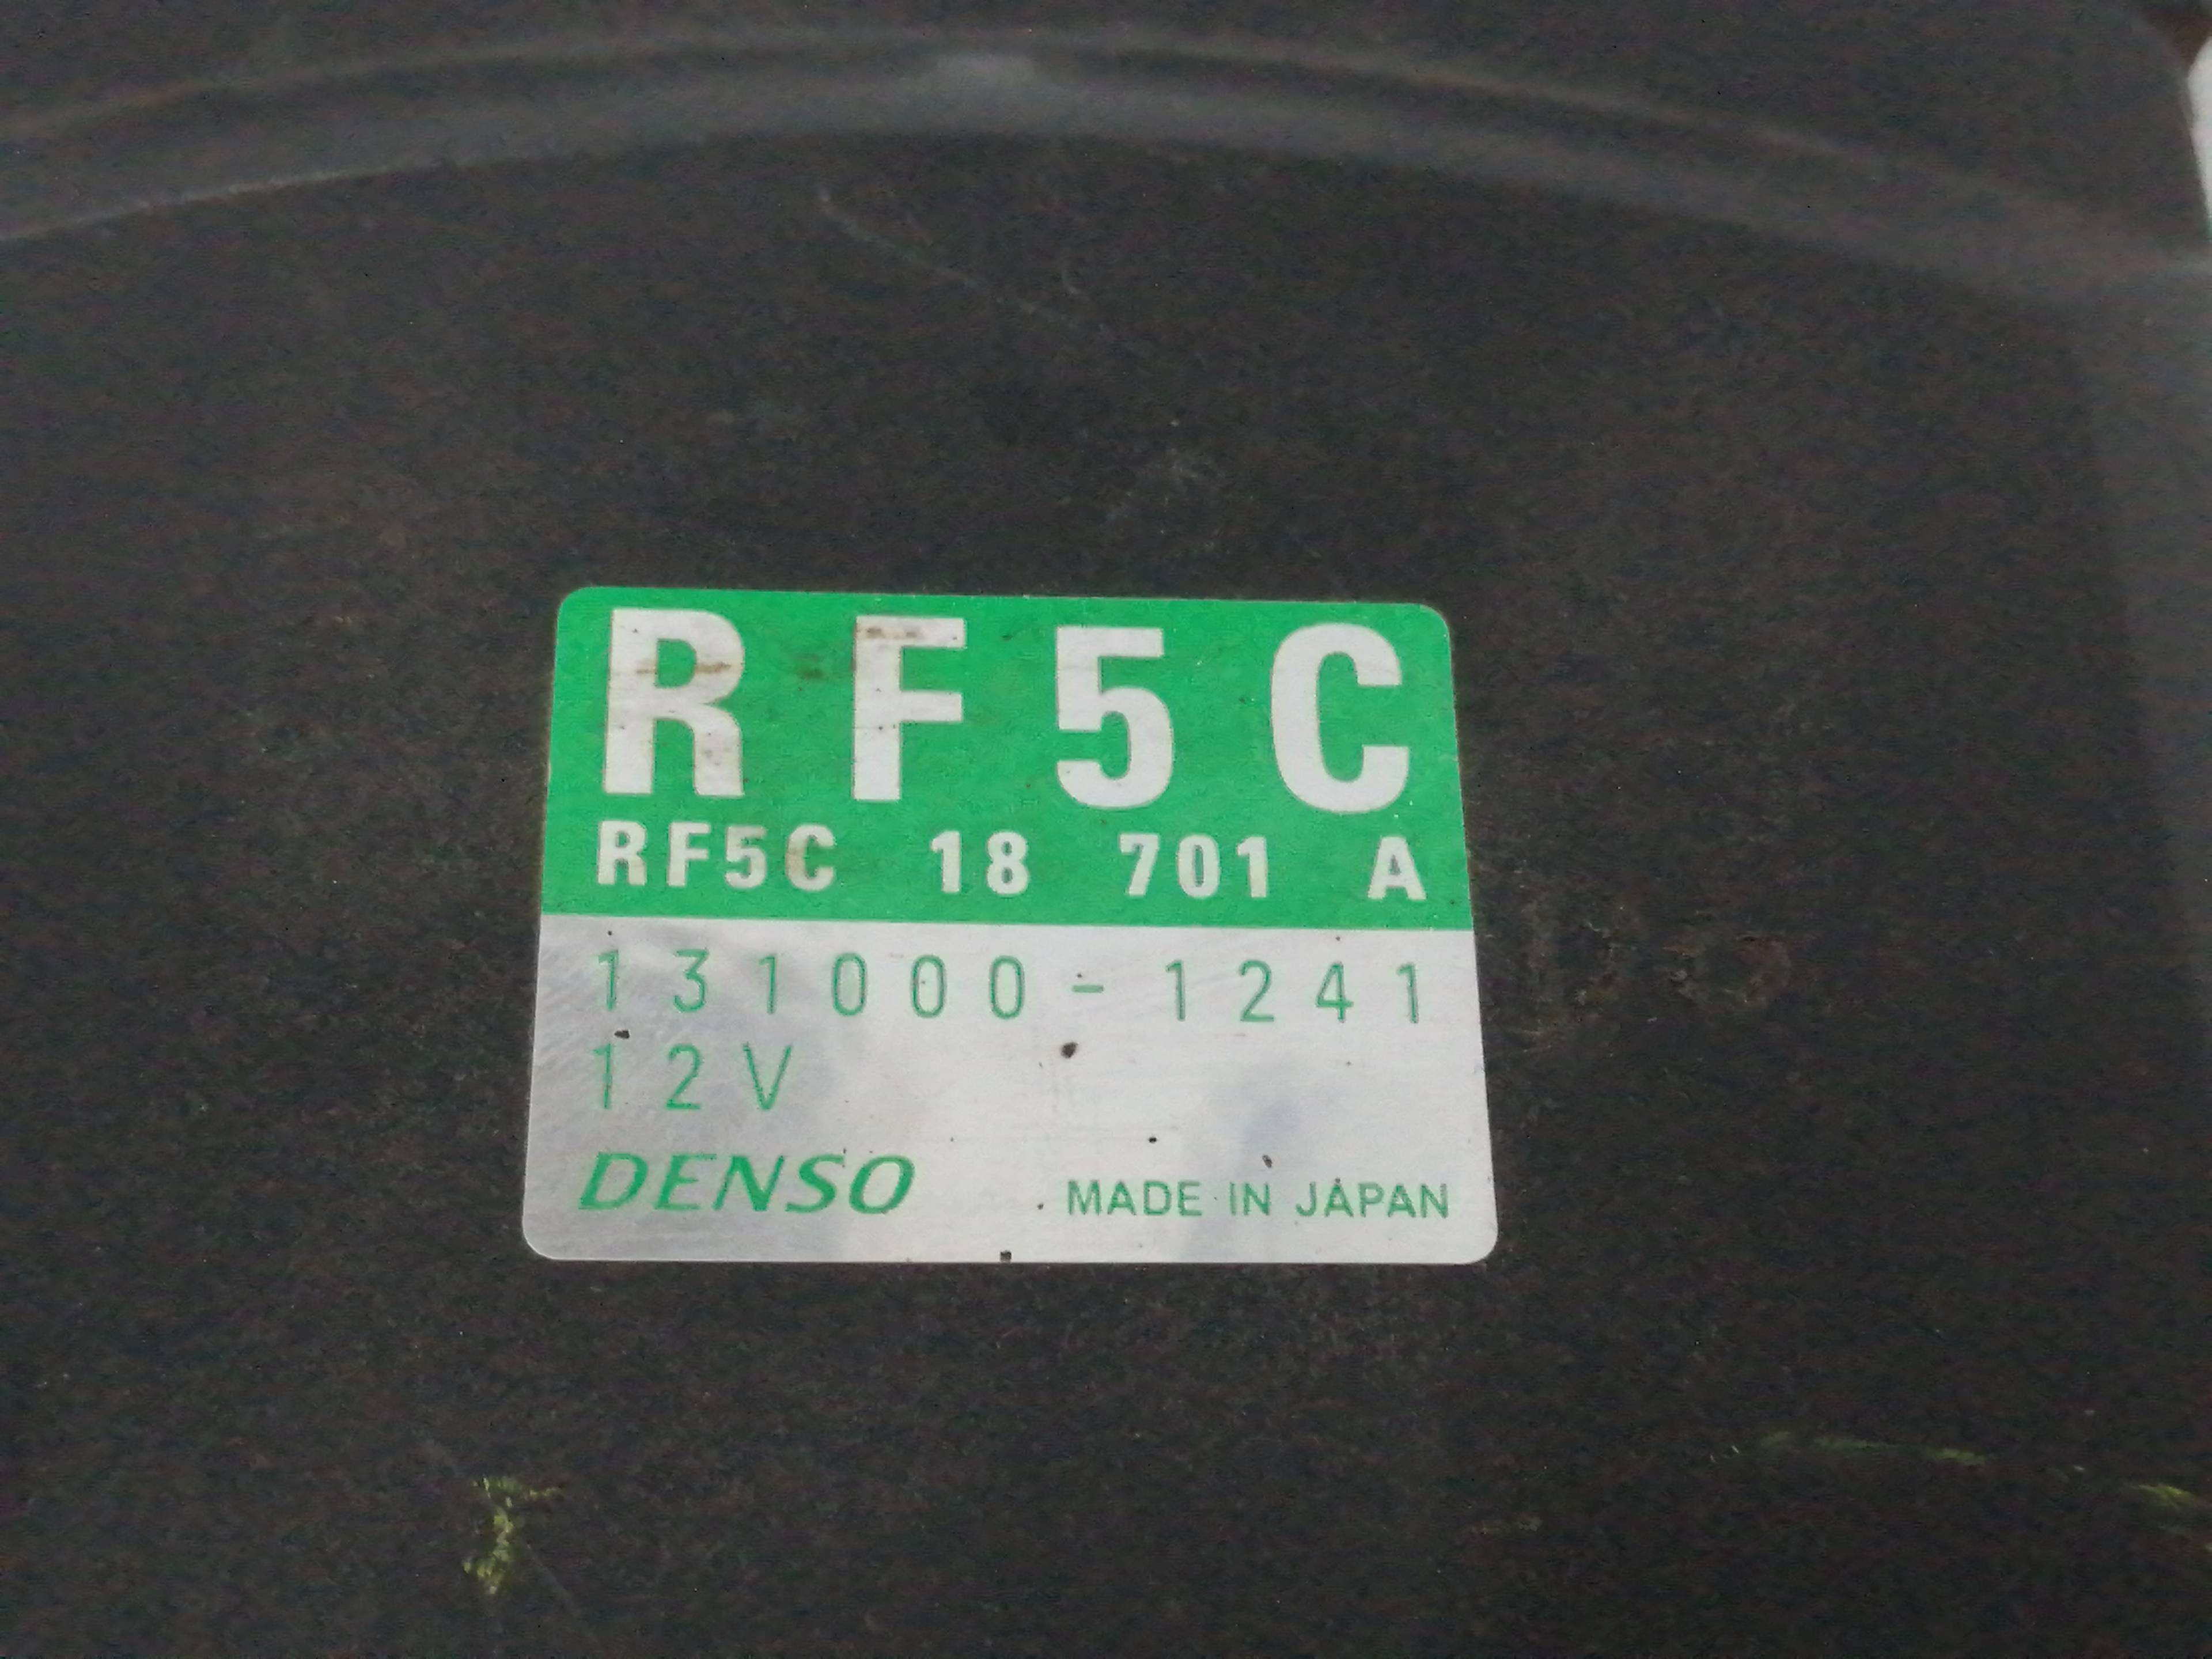 RF5C
RF5C 18 701 A
131000-1241
12V
DENSO MADE IN JAPAN